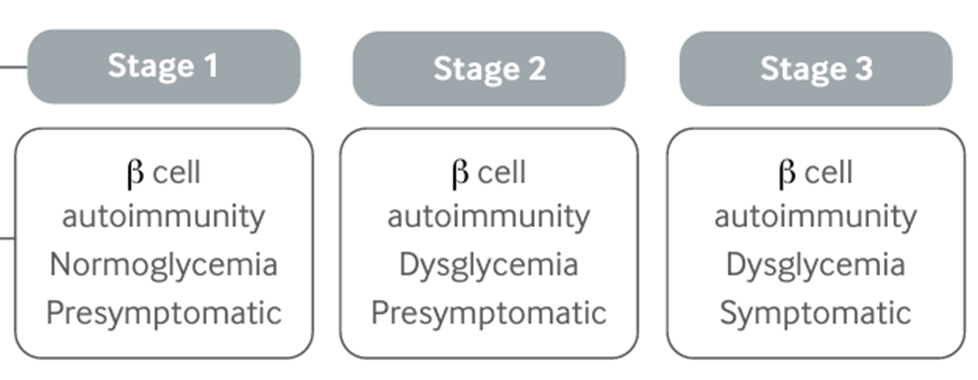 Stage 1
β cell
autoimmunity
Normoglycemia
Presymptomatic
Stage 2
β cell
autoimmunity
Dysglycemia
Presymptomatic
Stage 3
β cell
autoimmunity
Dysglycemia
Symptomatic